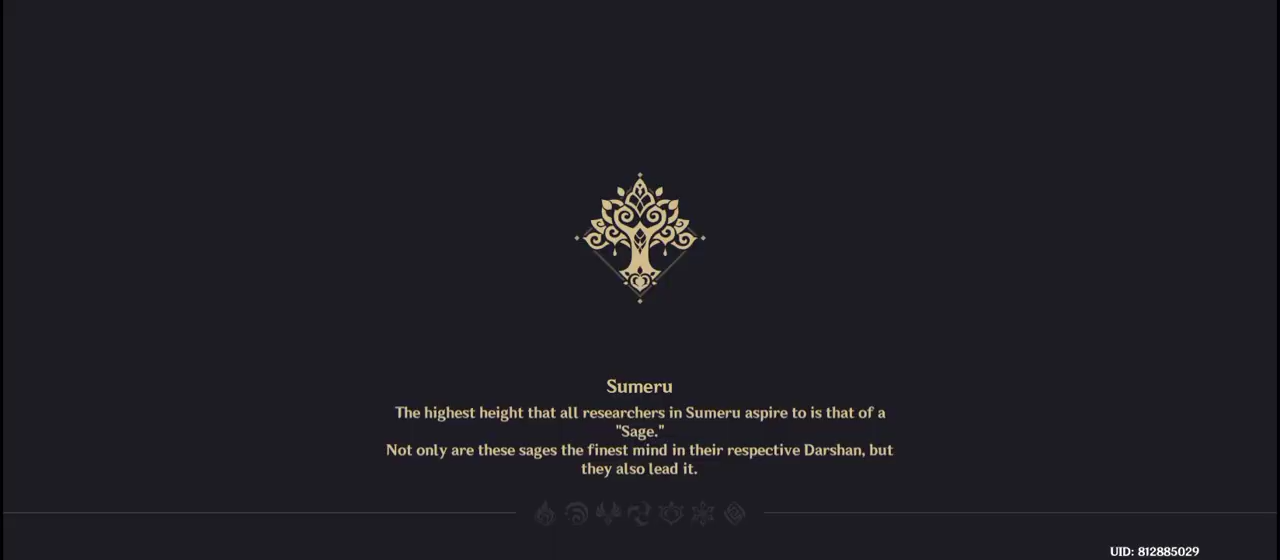 Sumeru
The highest height that all researchers in Sumeru aspire to is that of a
"Sage."
Not only are these sages the finest mind in their respective Darshan, but
they also lead it.
UID: 812885029